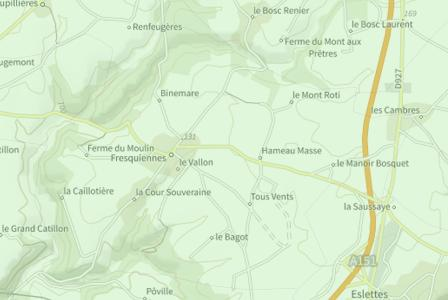 le Bosc Renier
169
le Bosc Laurent
Renfeugères
Ferme du Mont aux
Prêtres
D927
Binemare
le Mont Roti
les Cambres
131
Ferme du Moulin
Fresquiennes
le Vallon
Hameau Masse
le Manoir Bosquet
la Caillotière
la Cour Souveraine
Tous Vents
la Saussaye
le Grand Catillon
le Bagot
A151
Pôville
Eslettes